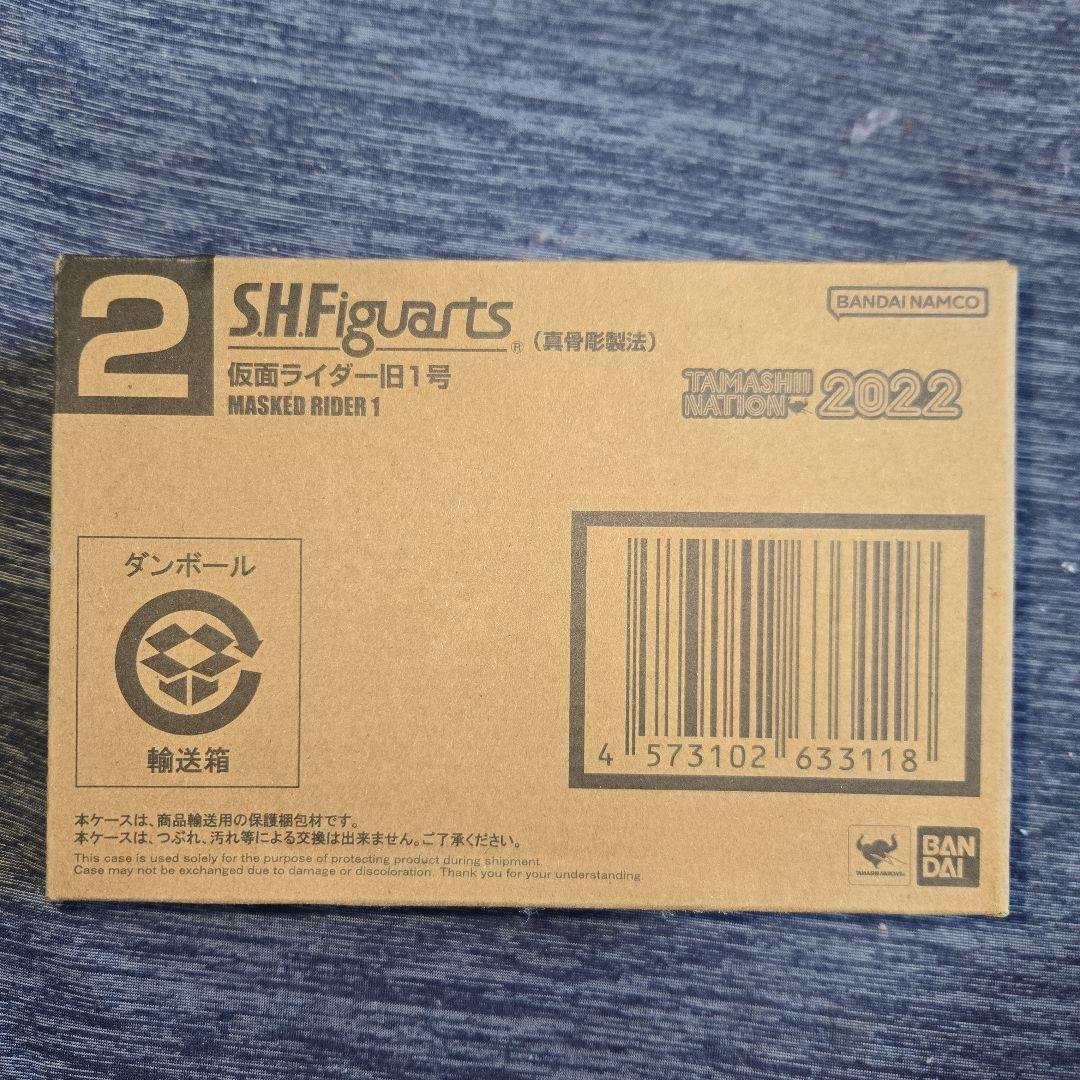 2
S.H.Figuarts® (真骨彫製法)
仮面ライダー旧1号
MASKED RIDER 1
BANDAI NAMCO
TAMASHII NATION 2022
ダンボール
輸送箱
4 573102 633118
本ケースは、商品輸送用の保護梱包材です。
本ケースは、つぶれ、汚れ等による交換は出来ません。ご了承ください。
This case is used solely for the purpose of protecting product during shipment.
Case may not be exchanged due to damage or discoloration. Thank you for your understanding.
TAMASHII NATIONS
BAN
DAI